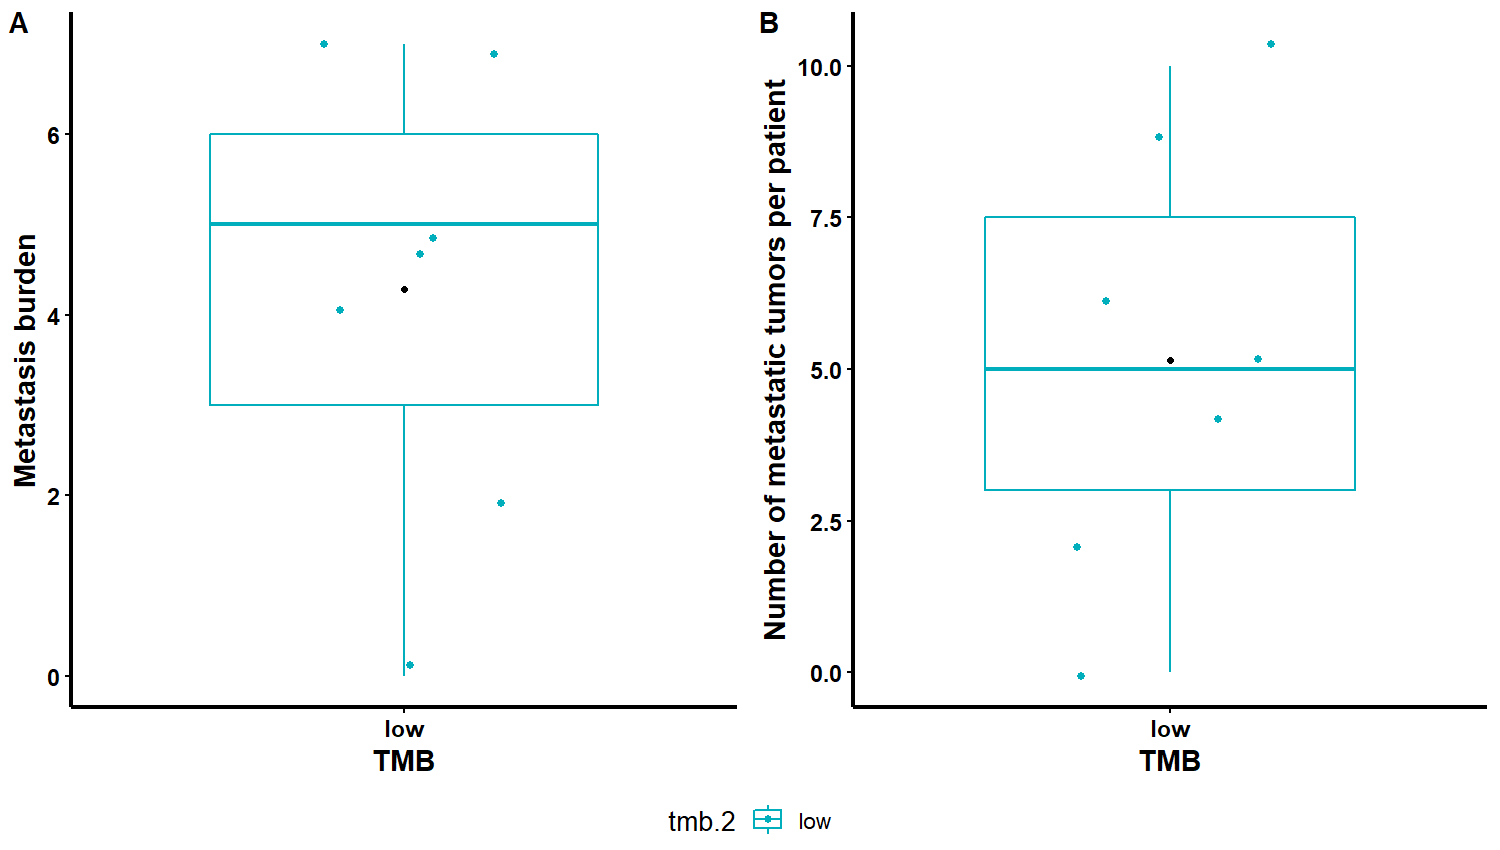 A
Metastasis burden
6
4
2
0
low
TMB
B
Number of metastatic tumors per patient
10.0
7.5
5.0
2.5
0.0
low
TMB
tmb.2 low